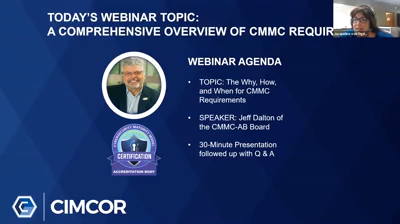 TODAY'S WEBINAR TOPIC:
A COMPREHENSIVE OVERVIEW OF CMMC REQUIR
WEBINAR AGENDA
• TOPIC: The Why, How,
and When for CMMC
Requirements
• SPEAKER: Jeff Dalton of
the CMMC-AB Board
• 30-Minute Presentation
followed up with Q & A
CERTIFICATION
ACCREDITATION BODY
CIMCOR